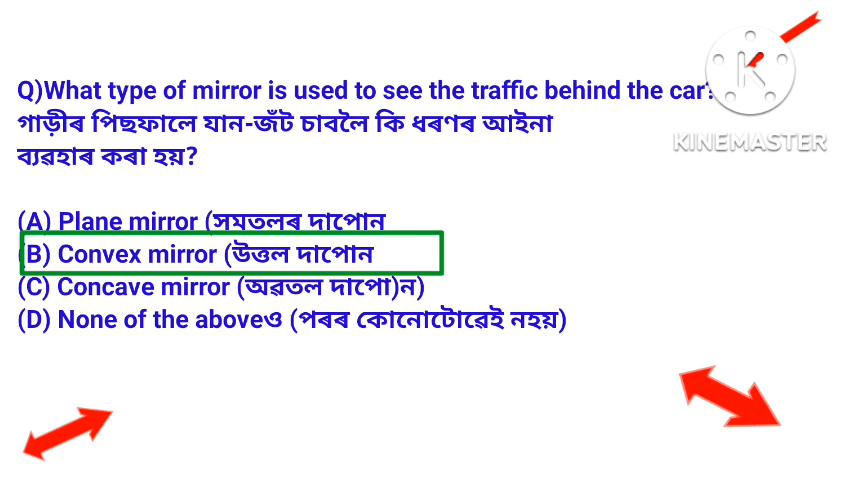 Q)What type of mirror is used to see the traffic behind the car?
গাড়ীৰ পিছফালে যান-জঁট চাবলৈ কি ধৰণৰ আইনা
ব্যৱহাৰ কৰা হয়?
(A) Plane mirror (সমতলৰ দাপোন
(B) Convex mirror (উত্তল দাপোন
(C) Concave mirror (অৱতল দাপো)ন)
(D) None of the aboveও (পৰৰ কোনোটোৱেই নহয়)
KINEMASTER